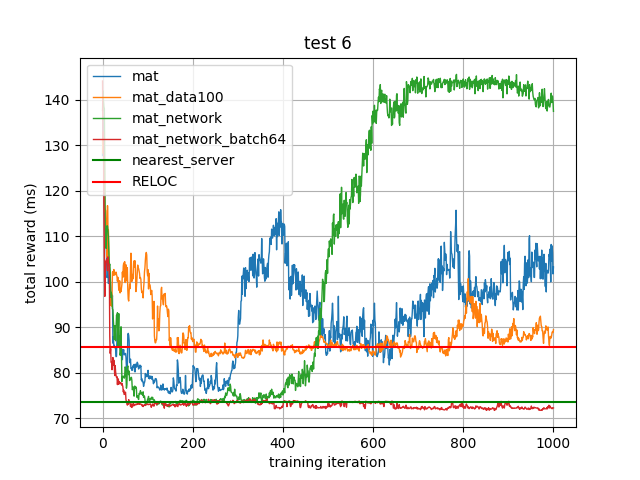 test 6
mat
mat_data100
mat_network
mat_network_batch64
nearest_server
RELOC
total reward (ms)
140
130
120
110
100
90
80
70
0
200
400
600
800
1000
training iteration